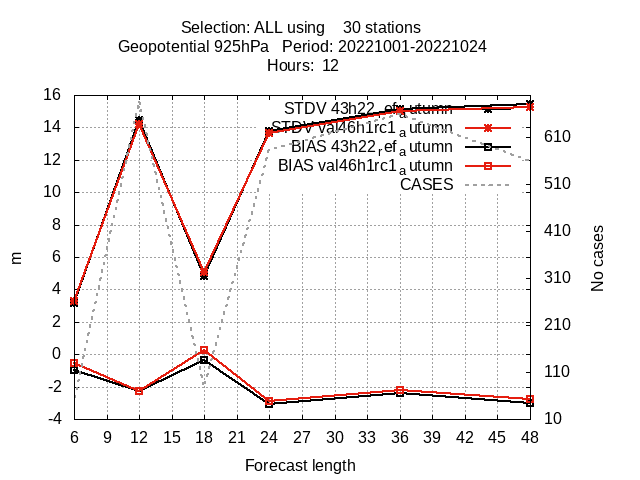 Selection: ALL using    30 stations
Geopotential 925hPa   Period: 20221001-20221024
Hours:  12
STDV 43h22_ref_autumn
STDV val46h1rc1_autumn
BIAS 43h22_ref_autumn
BIAS val46h1rc1_autumn
CASES
16
14
12
10
8
6
4
2
0
-2
-4
m
610
510
410
310
210
110
10
No cases
6 9 12 15 18 21 24 27 30 33 36 39 42 45 48
Forecast length